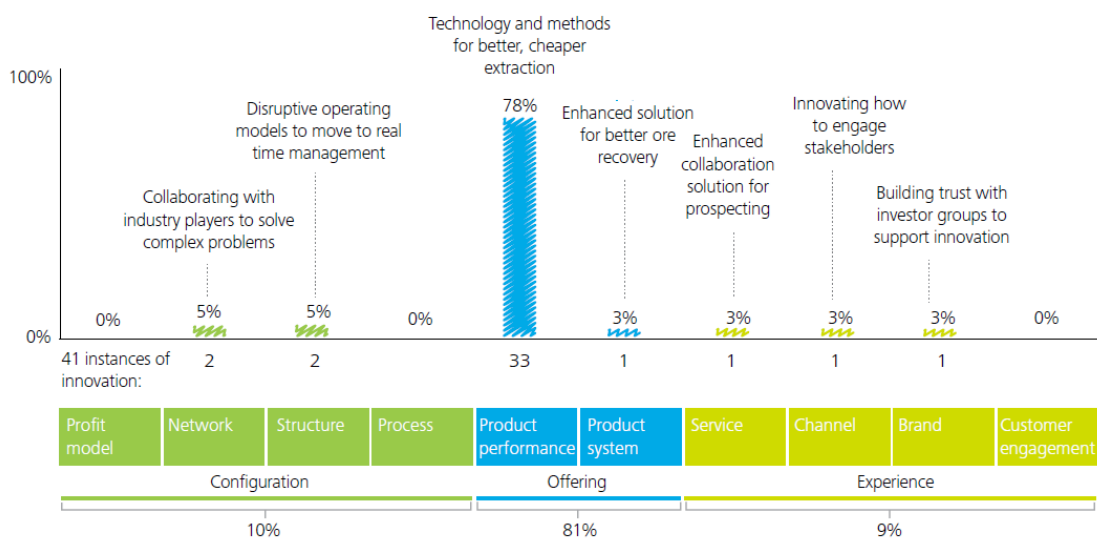 Technology and methods
for better, cheaper
extraction
100%
78%
Disruptive operating
models to move to real
time management
Enhanced solution
for better ore
recovery
Innovating how
to engage
stakeholders
Enhanced
collaboration
solution for
prospecting
Collaborating with
industry players to solve
complex problems
Building trust with
investor groups to
support innovation
0%
5%
5%
0%
3%
3%
3%
3%
0%
0%
41 instances of
innovation:
2
2
33
1
1
1
1
Profit
model
Network
Structure
Process
Product
performance
Product
system
Service
Channel
Brand
Customer
engagement
Configuration
Offering
Experience
10%
81%
9%